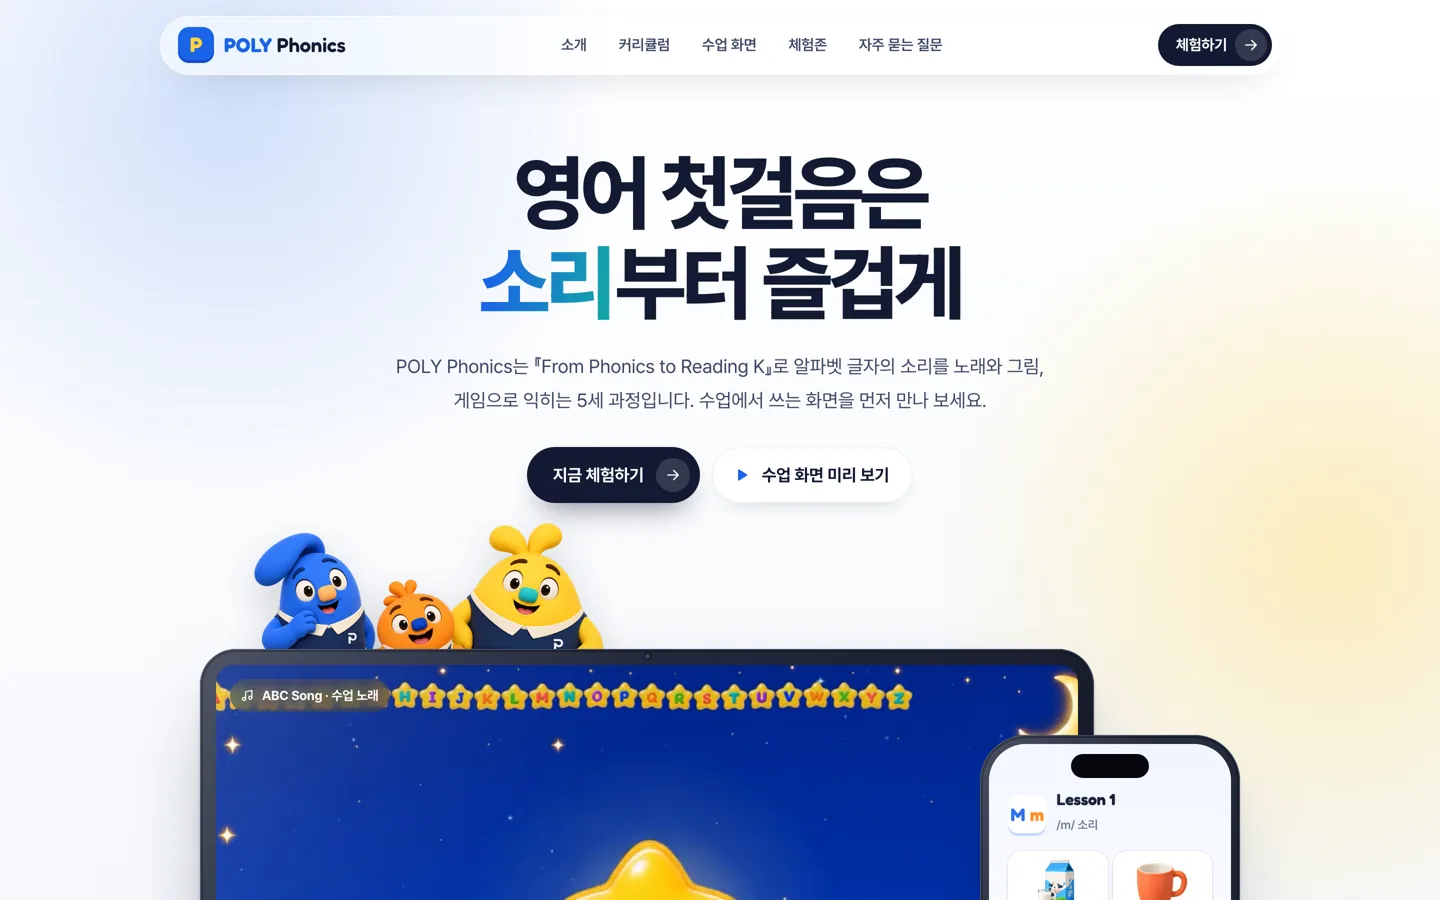 P POLY Phonics
소개 커리큘럼 수업 화면 체험존 자주 묻는 질문
체험하기
영어 첫걸음은
소리부터 즐겁게
POLY Phonics는 『From Phonics to Reading K』로 알파벳 글자의 소리를 노래와 그림,
게임으로 익히는 5세 과정입니다. 수업에서 쓰는 화면을 먼저 만나 보세요.
지금 체험하기
수업 화면 미리 보기
P
P
ABC Song · 수업 노래
H I J K L M N O P Q R S T U V W X Y Z
M m
Lesson 1
/m/ 소리